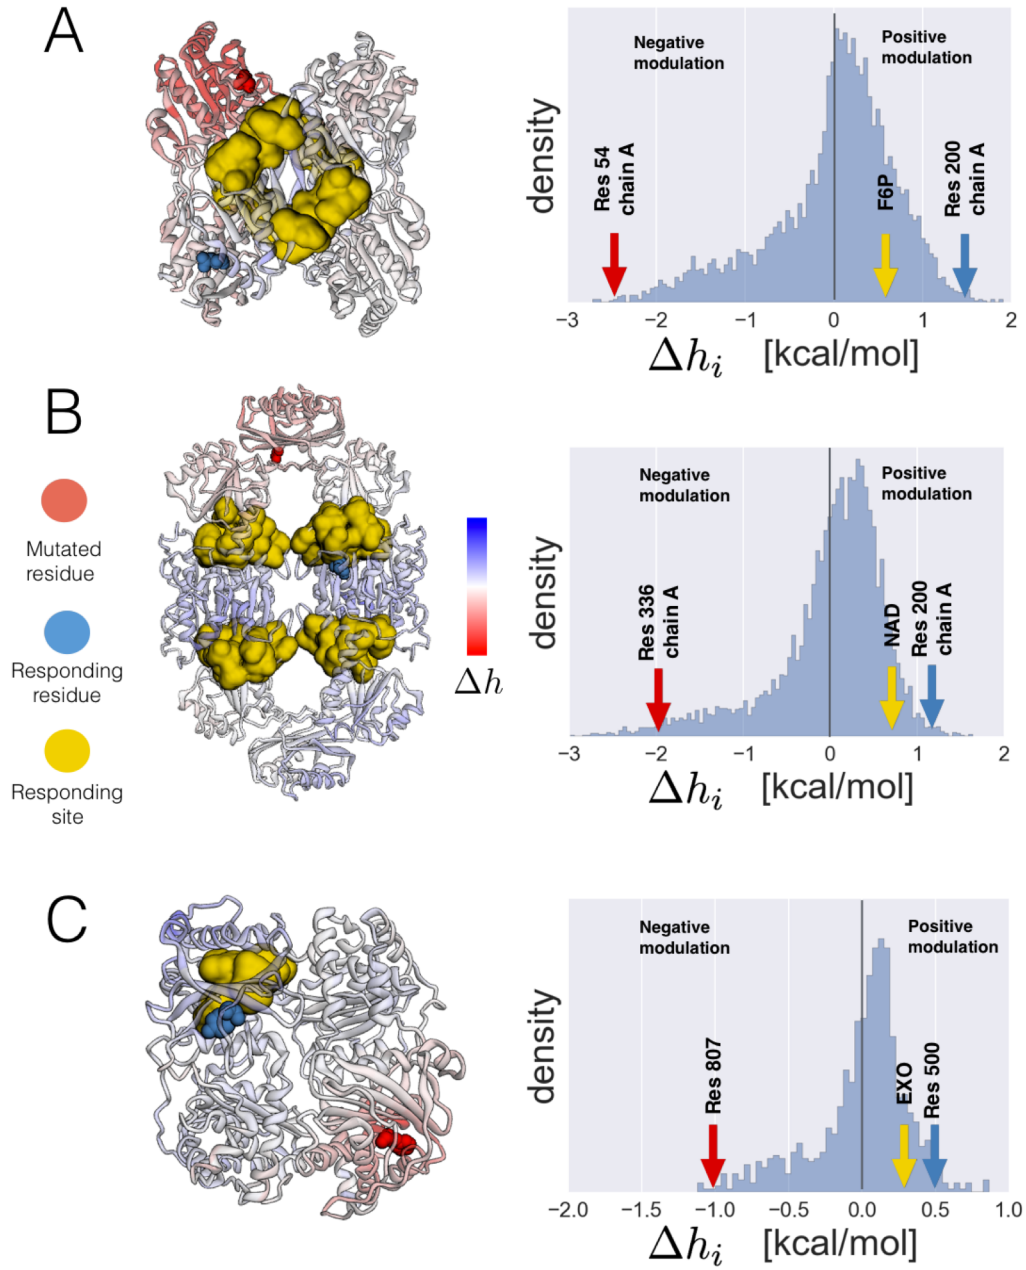 A
density
Negative
modulation
Positive
modulation
Res 54
chain A
F6P
Res 200
chain A
−3 −2 −1 0 1 2
Δhᵢ [kcal/mol]
B
Mutated
residue
Responding
residue
Responding
site
Δh
density
Negative
modulation
Positive
modulation
Res 336
chain A
NAD
Res 200
chain A
−3 −2 −1 0 1 2
Δhᵢ [kcal/mol]
C
density
Negative
modulation
Positive
modulation
Res 807
EXO
Res 500
−2.0 −1.5 −1.0 −0.5 0.0 0.5 1.0
Δhᵢ [kcal/mol]